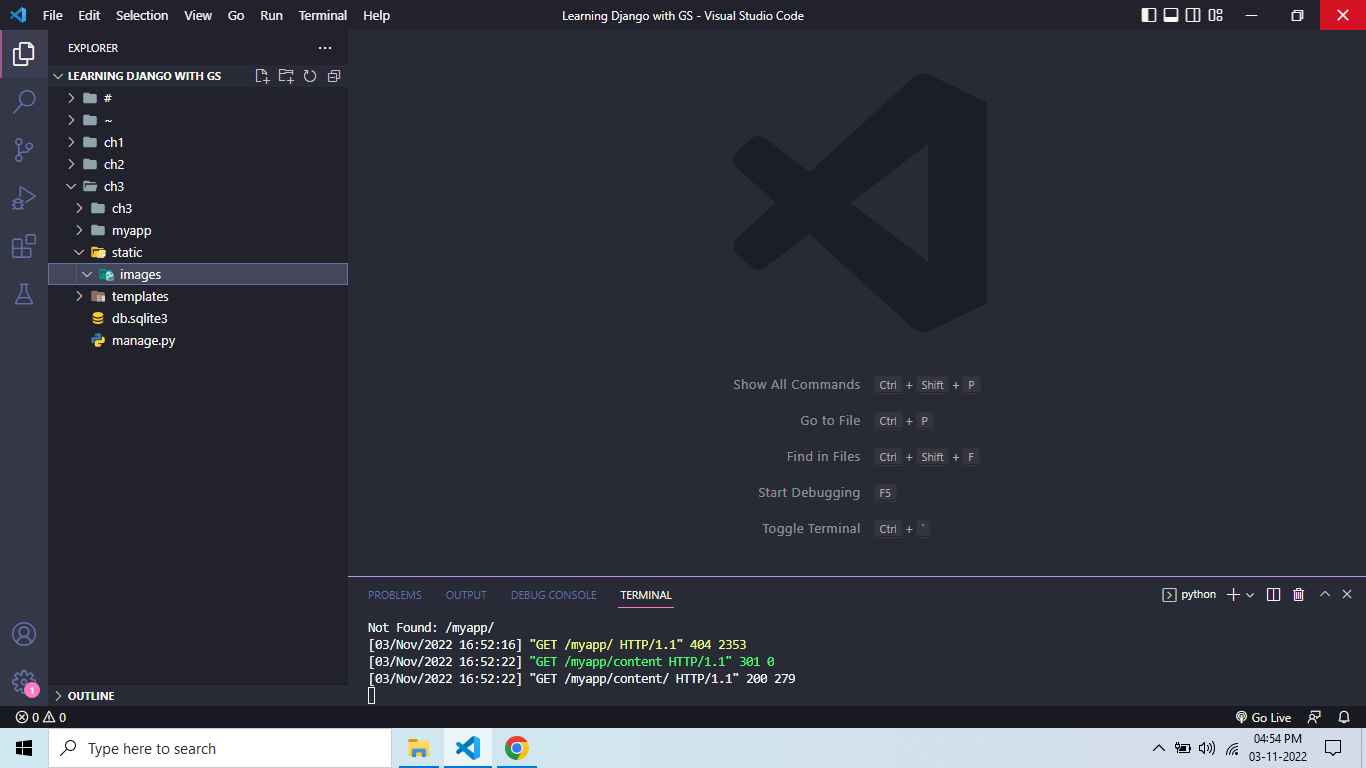 File Edit Selection View Go Run Terminal Help Learning Django with GS - Visual Studio Code
EXPLORER
LEARNING DJANGO WITH GS
#
~
ch1
ch2
ch3
ch3
myapp
static
images
templates
db.sqlite3
manage.py
OUTLINE
Show All Commands Ctrl + Shift + P
Go to File Ctrl + P
Find in Files Ctrl + Shift + F
Start Debugging F5
Toggle Terminal Ctrl + `
PROBLEMS OUTPUT DEBUG CONSOLE TERMINAL python
Not Found: /myapp/
[03/Nov/2022 16:52:16] "GET /myapp/ HTTP/1.1" 404 2353
[03/Nov/2022 16:52:22] "GET /myapp/content HTTP/1.1" 301 0
[03/Nov/2022 16:52:22] "GET /myapp/content/ HTTP/1.1" 200 279
1
0 0 Go Live
Type here to search
04:54 PM
03-11-2022